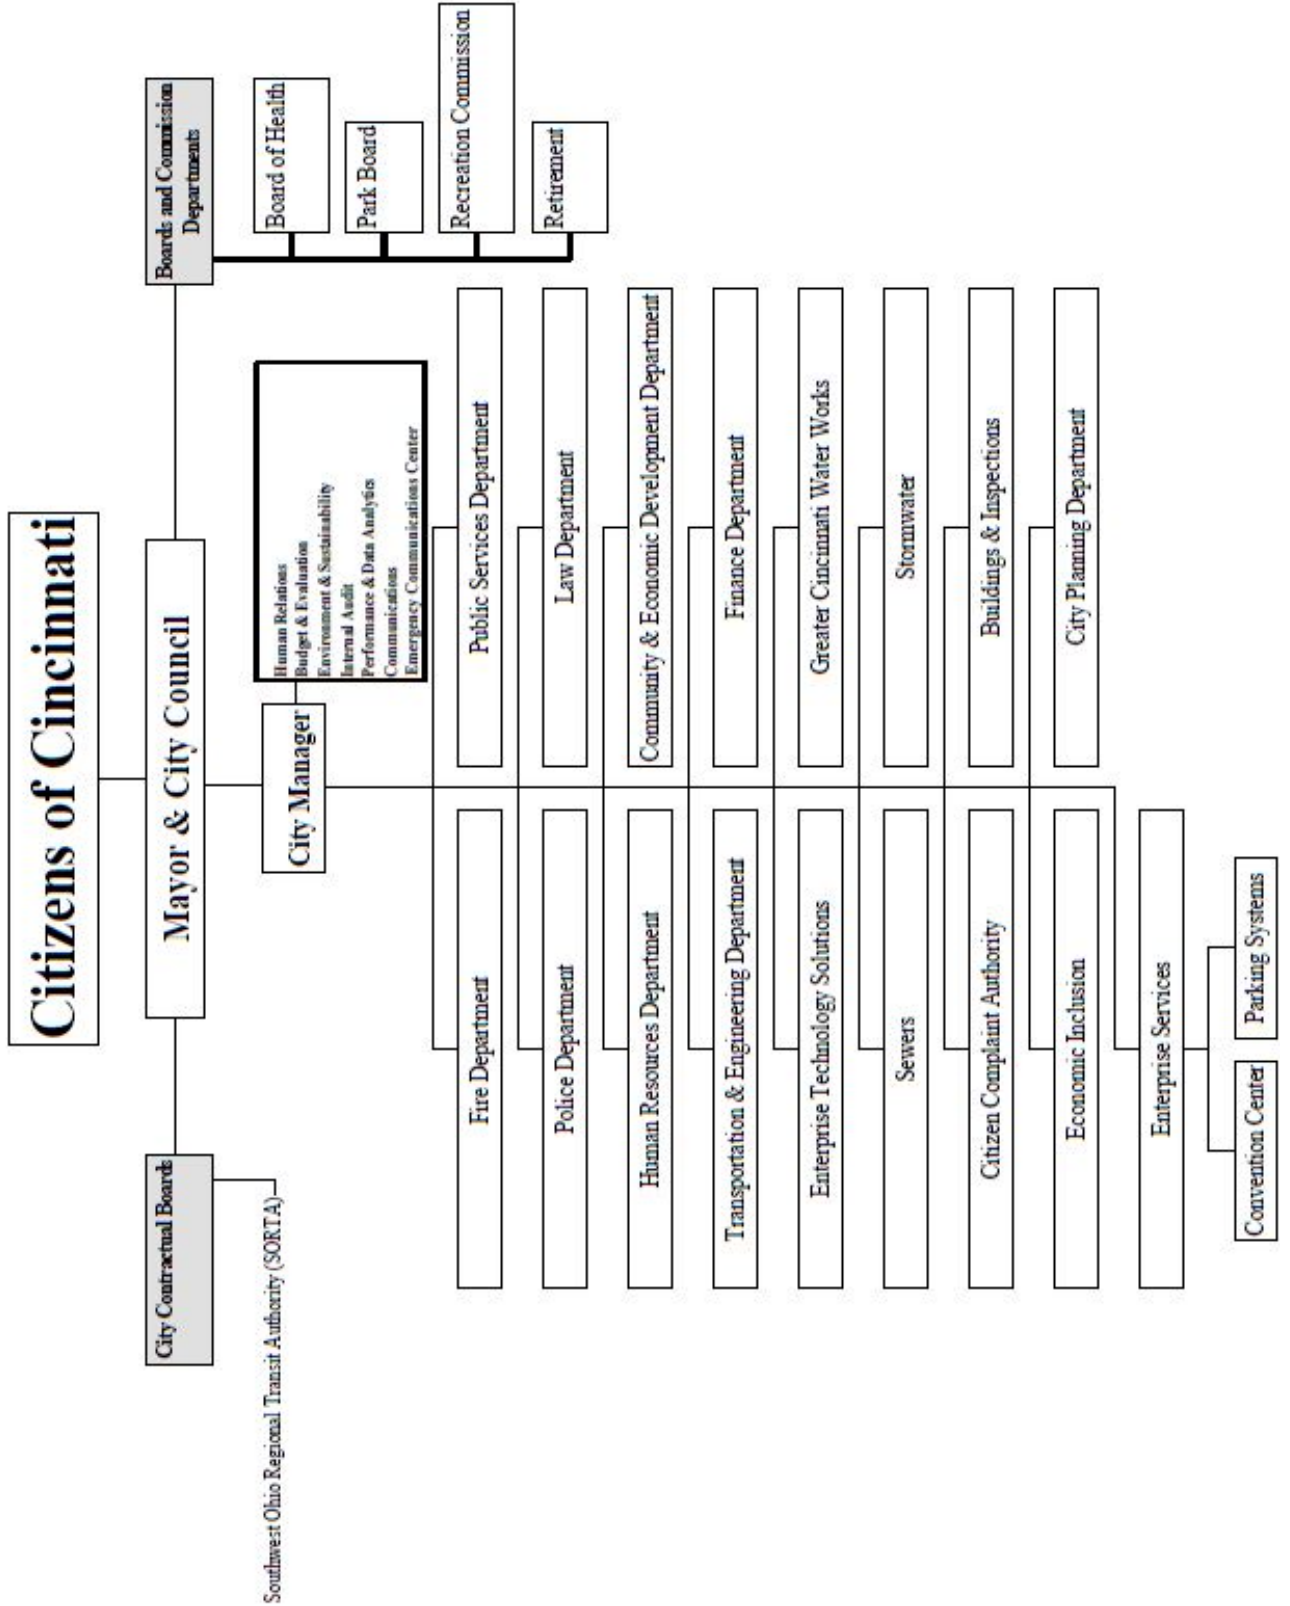 Citizens of Cincinnati
Mayor & City Council
City Contractual Boards
Boards and Commission
Departments
Southwest Ohio Regional Transit Authority (SORTA)
City Manager
Human Relations
Budget & Evaluation
Environment & Sustainability
Internal Audit
Performance & Data Analytics
Communications
Emergency Communications Center
Board of Health
Park Board
Recreation Commission
Retirement
Fire Department
Public Services Department
Police Department
Law Department
Human Resources Department
Community & Economic Development Department
Transportation & Engineering Department
Finance Department
Enterprise Technology Solutions
Greater Cincinnati Water Works
Sewers
Stormwater
Citizen Complaint Authority
Buildings & Inspections
Economic Inclusion
City Planning Department
Enterprise Services
Convention Center
Parking Systems